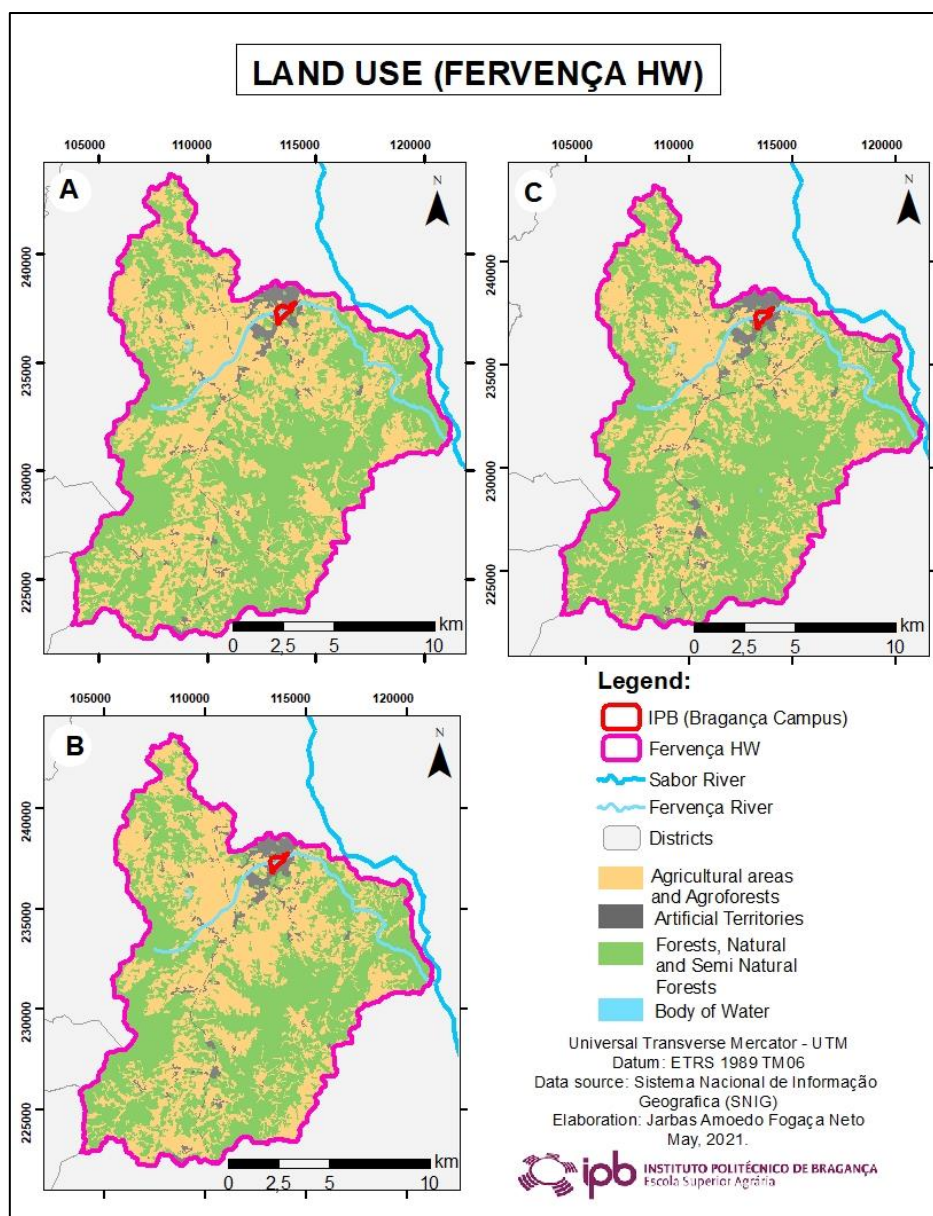 LAND USE (FERVENÇA HW)
105000 110000 115000 120000
A
N
240000
235000
230000
225000
km
0 2,5 5 10
105000 110000 115000 120000
C
N
240000
235000
230000
225000
km
0 2,5 5 10
105000 110000 115000 120000
B
N
240000
235000
230000
225000
km
0 2,5 5 10
Legend:
IPB (Bragança Campus)
Fervença HW
Sabor River
Fervença River
Districts
Agricultural areas
and Agroforests
Artificial Territories
Forests, Natural
and Semi Natural
Forests
Body of Water
Universal Transverse Mercator - UTM
Datum: ETRS 1989 TM06
Data source: Sistema Nacional de Informação
Geografica (SNIG)
Elaboration: Jarbas Amoedo Fogaça Neto
May, 2021.
ipb INSTITUTO POLITÉCNICO DE BRAGANÇA
Escola Superior Agrária